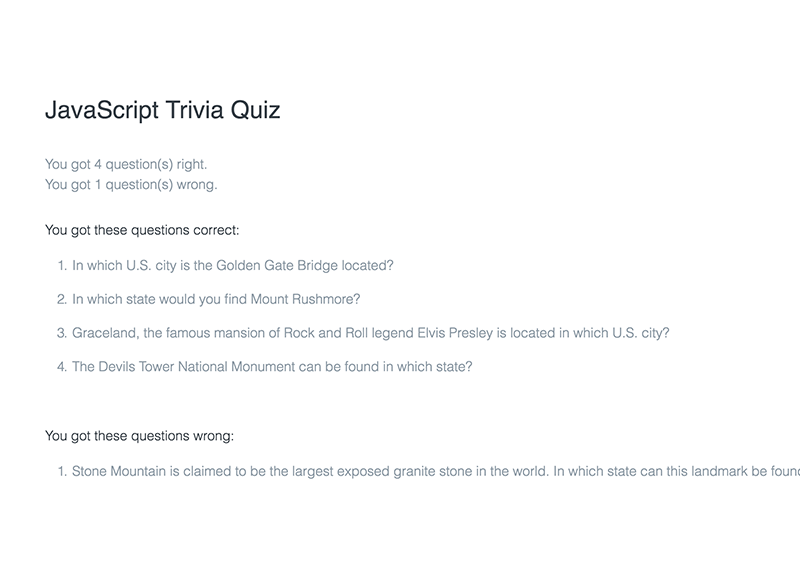 JavaScript Trivia Quiz
You got 4 question(s) right.
You got 1 question(s) wrong.
You got these questions correct:
1. In which U.S. city is the Golden Gate Bridge located?
2. In which state would you find Mount Rushmore?
3. Graceland, the famous mansion of Rock and Roll legend Elvis Presley is located in which U.S. city?
4. The Devils Tower National Monument can be found in which state?
You got these questions wrong:
1. Stone Mountain is claimed to be the largest exposed granite stone in the world. In which state can this landmark be foun